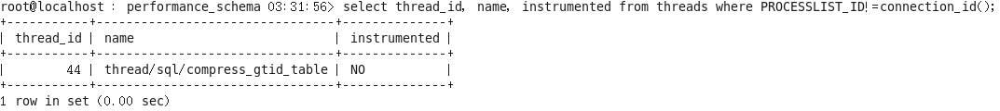 root@localhost : performance_schema 03:31:56> select thread_id, name, instrumented from threads where PROCESSLIST_ID!=connection_id();
+-----------+--------------------------------+--------------+
| thread_id | name                           | instrumented |
+-----------+--------------------------------+--------------+
|        44 | thread/sql/compress_gtid_table | NO           |
+-----------+--------------------------------+--------------+
1 row in set (0.00 sec)